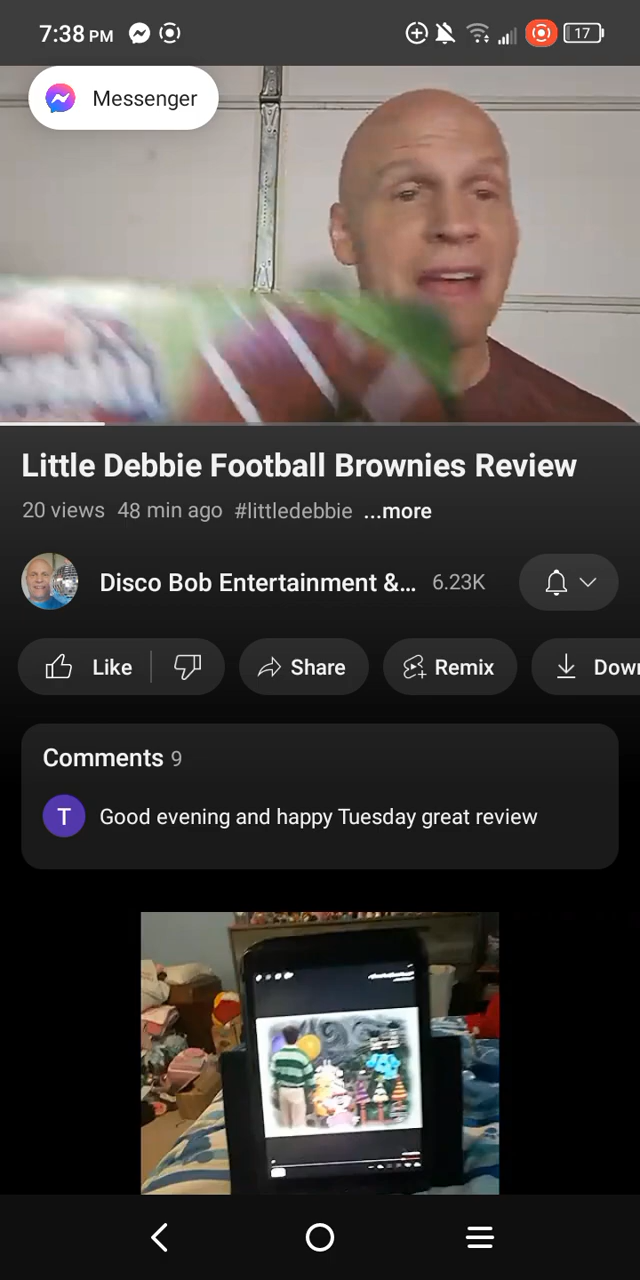 7:38 PM
17
Messenger
Little Debbie Football Brownies Review
20 views 48 min ago #littledebbie ...more
Disco Bob Entertainment &... 6.23K
Like
Share
Remix
Down
Comments 9
T
Good evening and happy Tuesday great review